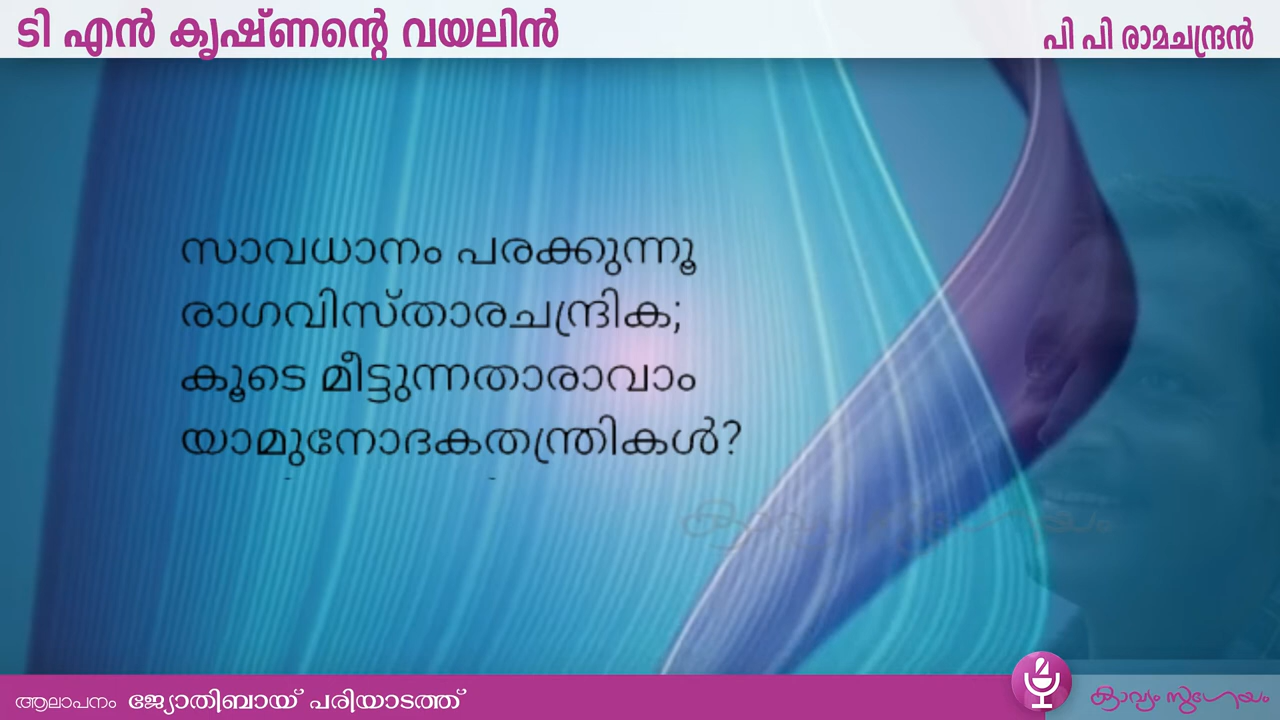 ടി എൻ കൃഷ്ണന്റെ വയലിൻ
പി പി രാമചന്ദ്രൻ
സാവധാനം പരക്കുന്നൂ
രാഗവിസ്താരചന്ദ്രിക;
കൂടെ മീട്ടുന്നതാരാവാം
യാമുനോദകതന്ത്രികൾ?
കാവ്യം സുഗേയം
ആലാപനം ജ്യോതിബായ് പരിയാടത്ത്
കാവ്യം സുഗേയം